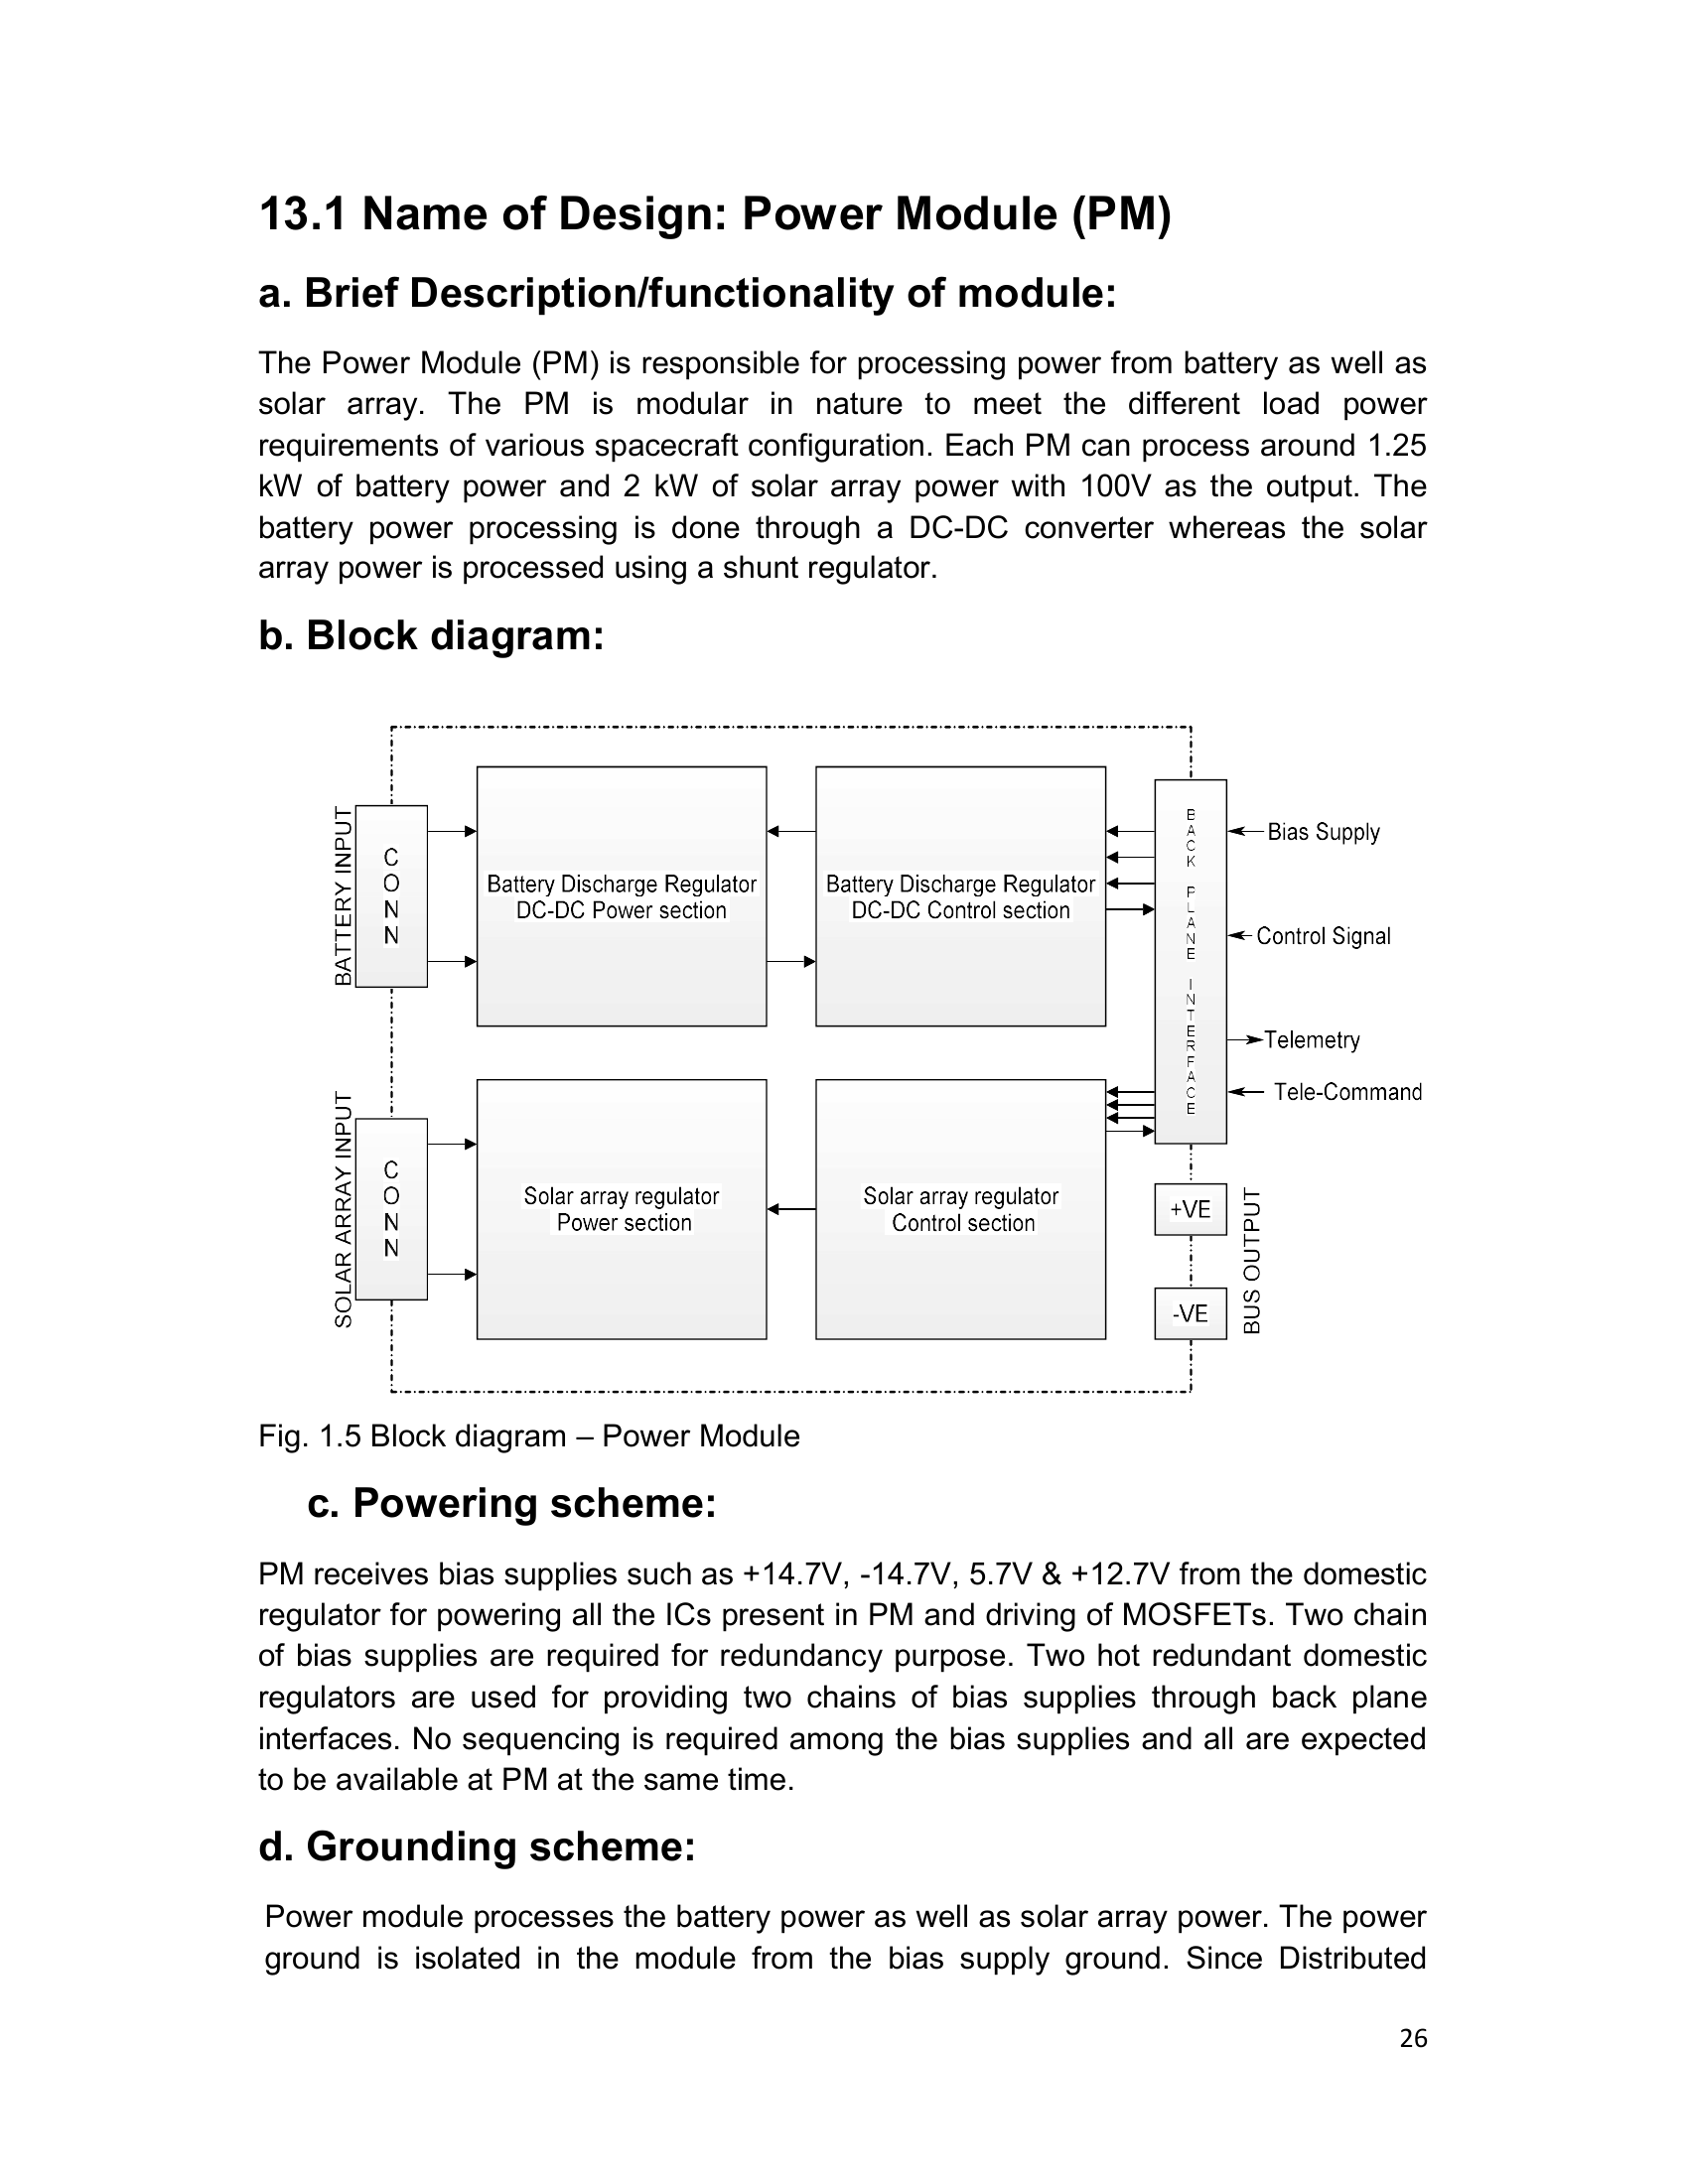 13.1 Name of Design: Power Module (PM)
a. Brief Description/functionality of module:
The Power Module (PM) is responsible for processing power from battery as well as
solar array. The PM is modular in nature to meet the different load power
requirements of various spacecraft configuration. Each PM can process around 1.25
kW of battery power and 2 kW of solar array power with 100V as the output. The
battery power processing is done through a DC-DC converter whereas the solar
array power is processed using a shunt regulator.
b. Block diagram:
BATTERY INPUT
CONN
Battery Discharge Regulator
DC-DC Power section
Battery Discharge Regulator
DC-DC Control section
BACK PLANE INTERFACE
Bias Supply
Control Signal
Telemetry
Tele-Command
SOLAR ARRAY INPUT
CONN
Solar array regulator
Power section
Solar array regulator
Control section
+VE
-VE
BUS OUTPUT
Fig. 1.5 Block diagram – Power Module
c. Powering scheme:
PM receives bias supplies such as +14.7V, -14.7V, 5.7V & +12.7V from the domestic
regulator for powering all the ICs present in PM and driving of MOSFETs. Two chain
of bias supplies are required for redundancy purpose. Two hot redundant domestic
regulators are used for providing two chains of bias supplies through back plane
interfaces. No sequencing is required among the bias supplies and all are expected
to be available at PM at the same time.
d. Grounding scheme:
Power module processes the battery power as well as solar array power. The power
ground is isolated in the module from the bias supply ground. Since Distributed
26